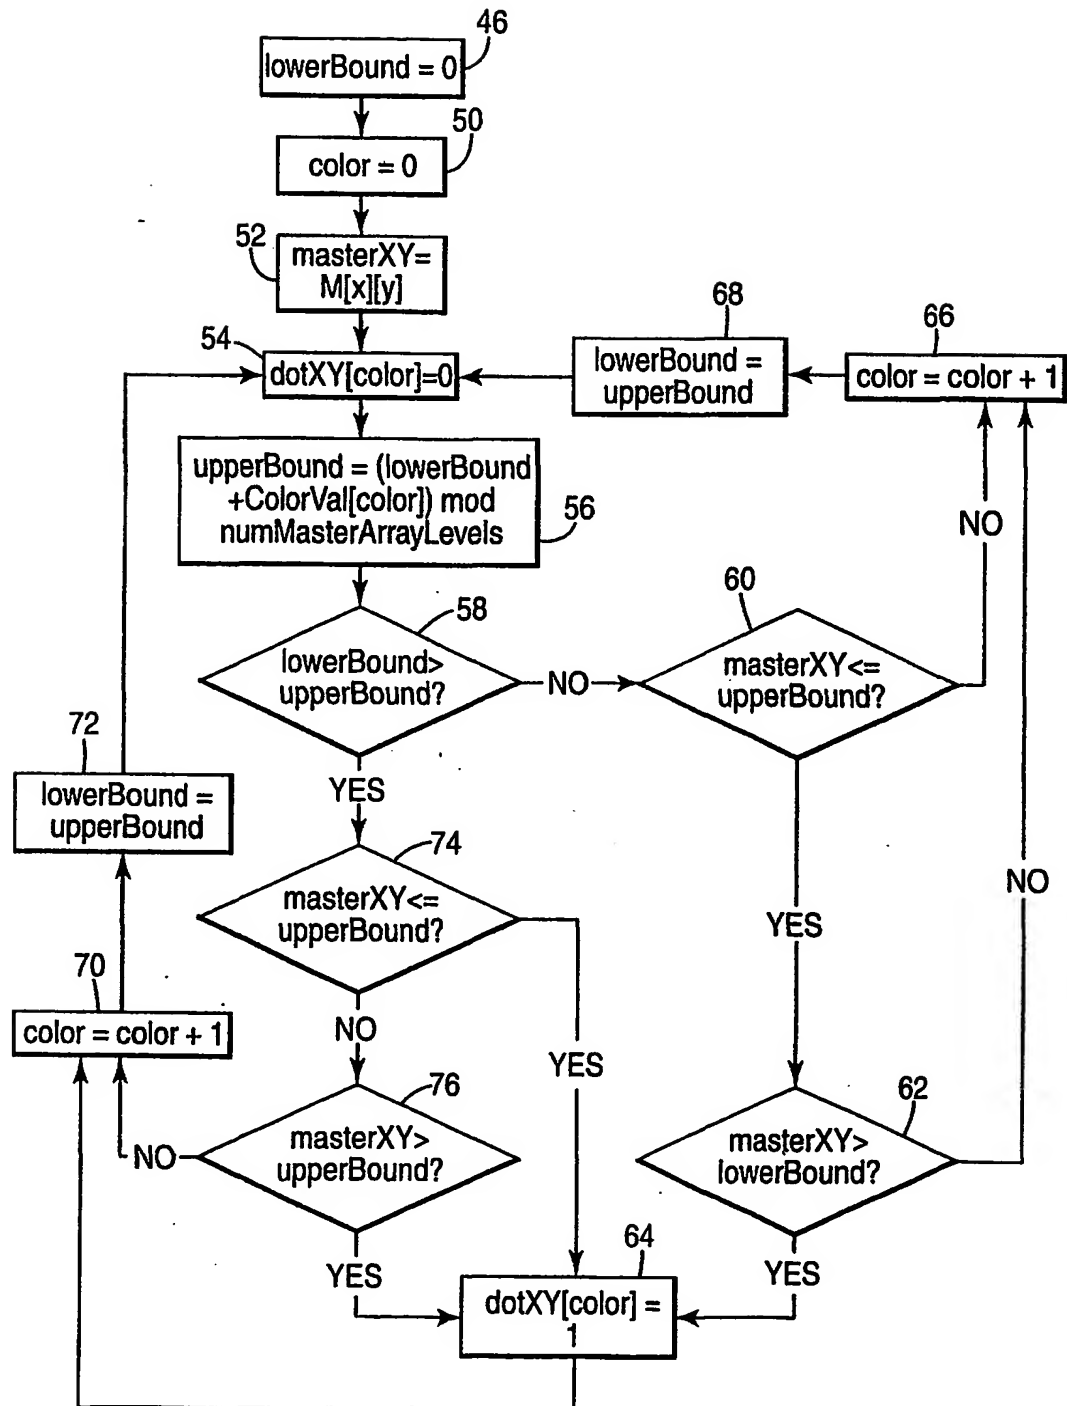 46
lowerBound = 0
50
color = 0
52
masterXY=
M[x][y]
54
dotXY[color]=0
68
lowerBound =
upperBound
66
color = color + 1
upperBound = (lowerBound
+ColorVal[color]) mod
numMasterArrayLevels
56
NO
58
lowerBound>
upperBound?
NO
60
masterXY<=
upperBound?
72
lowerBound =
upperBound
YES
74
masterXY<=
upperBound?
YES
NO
70
color = color + 1
NO
YES
76
masterXY>
upperBound?
NO
62
masterXY>
lowerBound?
YES
64
dotXY[color] =
1
YES